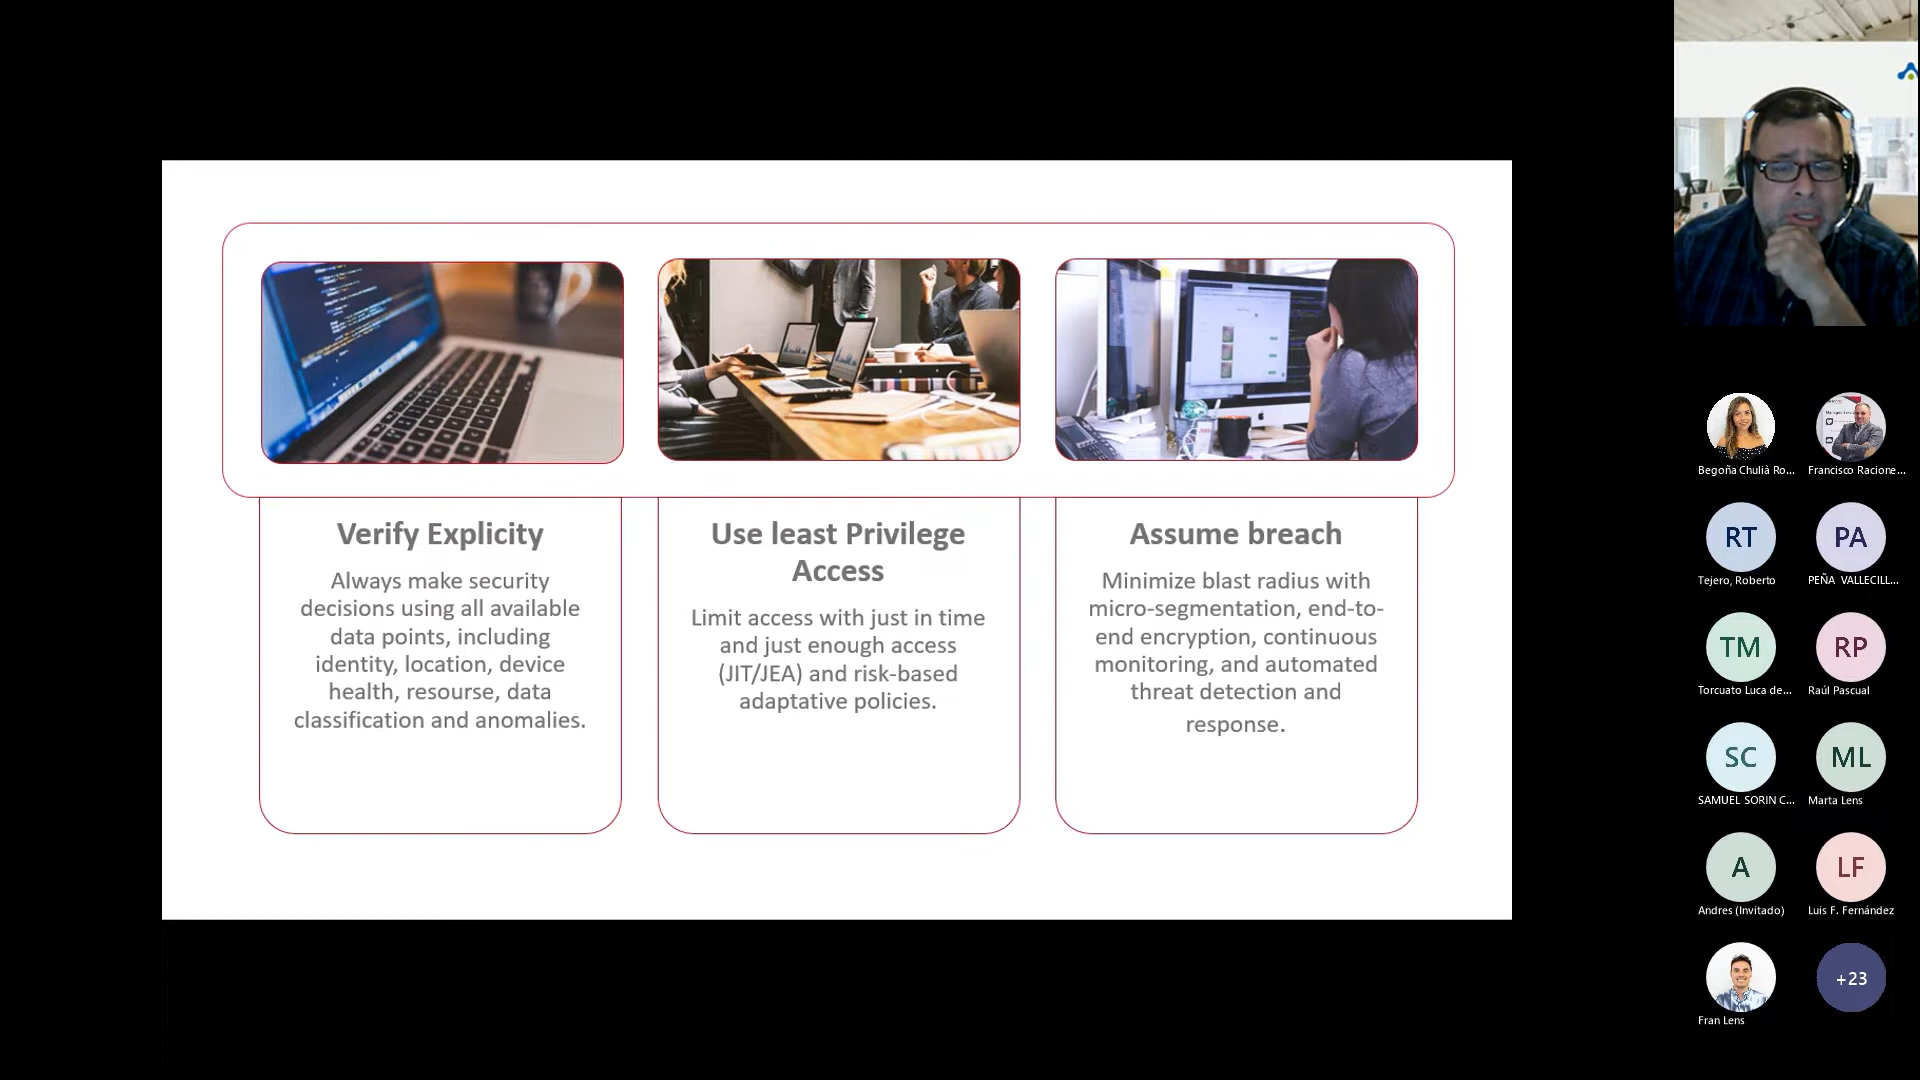 Verify Explicity
Always make security
decisions using all available
data points, including
identity, location, device
health, resourse, data
classification and anomalies.
Use least Privilege
Access
Limit access with just in time
and just enough access
(JIT/JEA) and risk-based
adaptative policies.
Assume breach
Minimize blast radius with
micro-segmentation, end-to-
end encryption, continuous
monitoring, and automated
threat detection and
response.
Begoña Chulià Ro...
Francisco Racione...
RT
Tejero, Roberto
PA
PEÑA VALLECILL...
TM
Torcuato Luca de...
RP
Raúl Pascual
SC
SAMUEL SORIN C...
ML
Marta Lens
A
Andres (Invitado)
LF
Luis F. Fernández
Fran Lens
+23